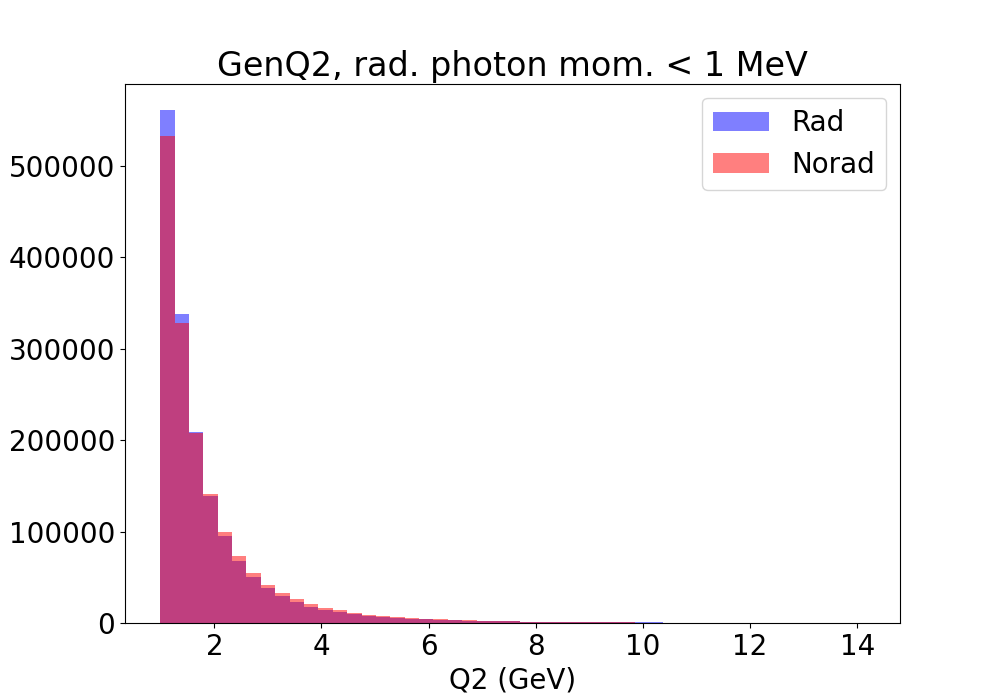 GenQ2, rad. photon mom. < 1 MeV
Rad
Norad
500000
400000
300000
200000
100000
0
2 4 6 8 10 12 14
Q2 (GeV)